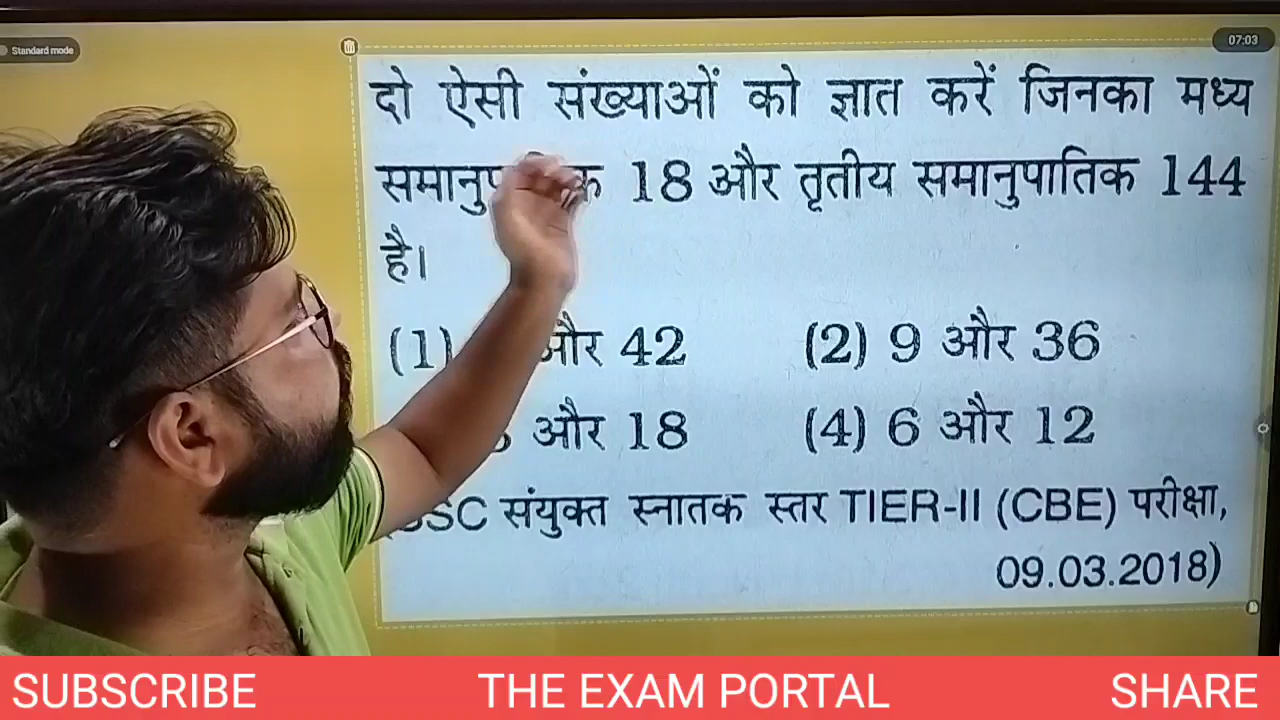 Standard mode
07:03
दो ऐसी संख्याओं को ज्ञात करें जिनका मध्य
18 और तृतीय समानुपातिक 144
है।
(1) और 42 (2) 9 और 36
और 18 (4) 6 और 12
SSC संयुक्त स्नातक स्तर TIER-II (CBE) परीक्षा,
09.03.2018)
SUBSCRIBE THE EXAM PORTAL SHARE